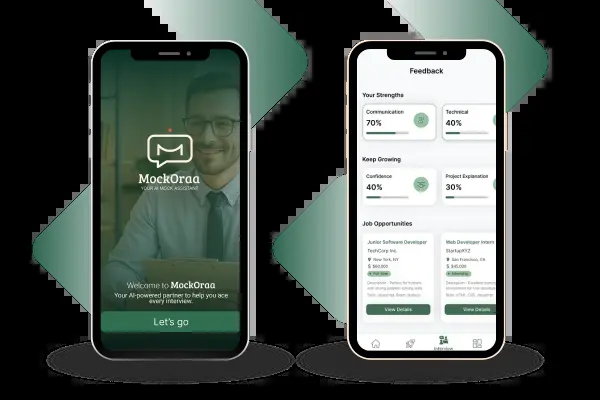 MockOraa
YOUR AI MOCK ASSISTANT
Welcome to MockOraa
Your AI-powered partner to help you ace
every interview.
Let's go
Feedback
Your Strengths
Communication
70%
Technical
40%
Keep Growing
Confidence
40%
Project Explanation
30%
Job Opportunities
Junior Software Developer
TechCorp Inc.
New York, NY
$60,000
Full-time
View Details
Web Developer Intern
StartupXYZ
San Francisco, CA
$45,000
Internship
View Details
Interview